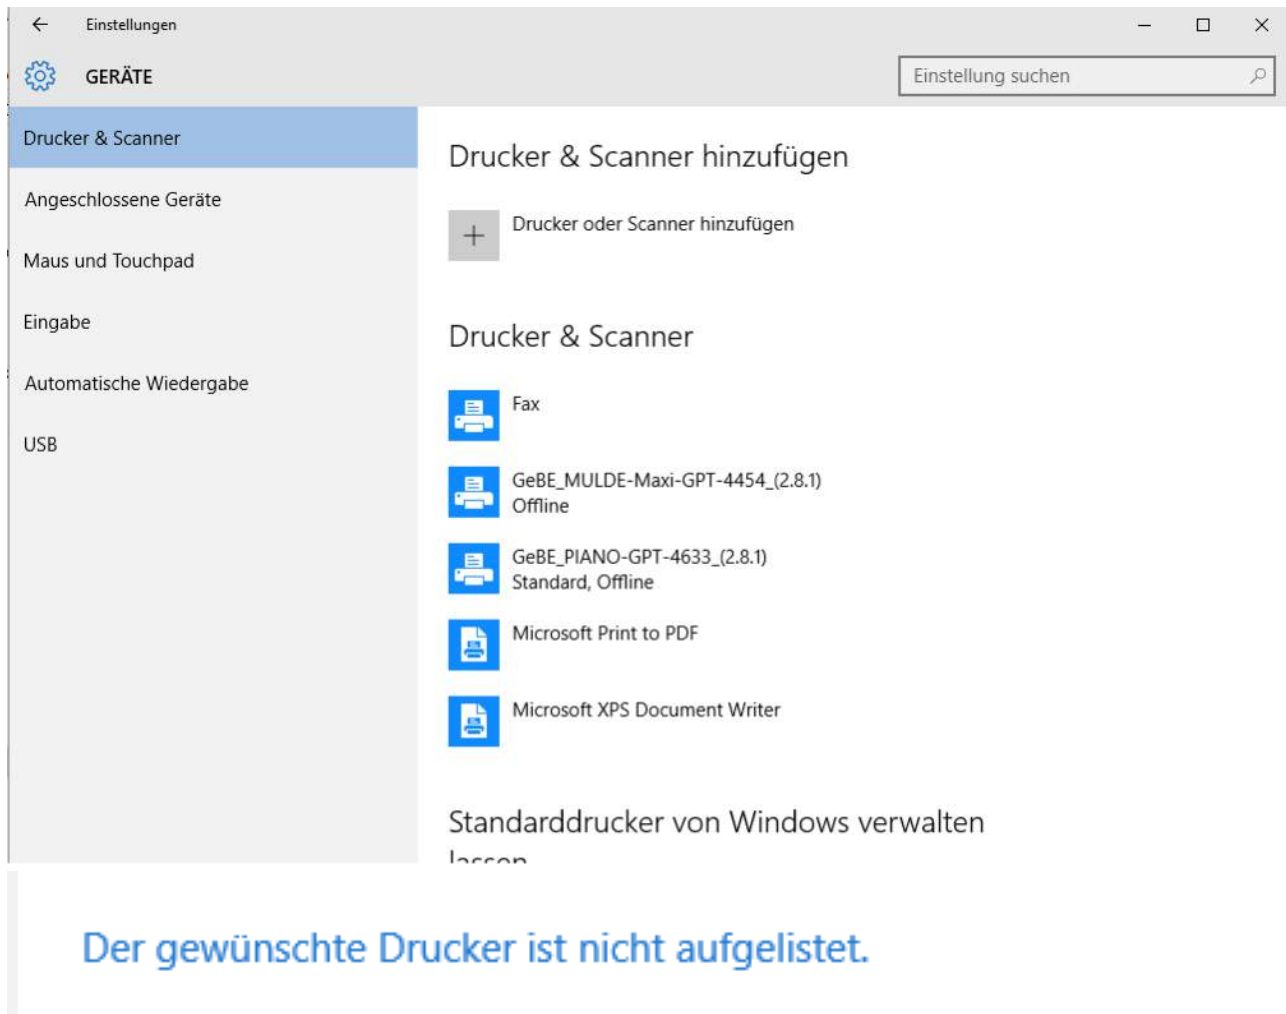 Einstellungen
GERÄTE
Einstellung suchen
Drucker & Scanner
Angeschlossene Geräte
Maus und Touchpad
Eingabe
Automatische Wiedergabe
USB
Drucker & Scanner hinzufügen
Drucker oder Scanner hinzufügen
Drucker & Scanner
Fax
GeBE_MULDE-Maxi-GPT-4454_(2.8.1)
Offline
GeBE_PIANO-GPT-4633_(2.8.1)
Standard, Offline
Microsoft Print to PDF
Microsoft XPS Document Writer
Standarddrucker von Windows verwalten
lassen
Der gewünschte Drucker ist nicht aufgelistet.